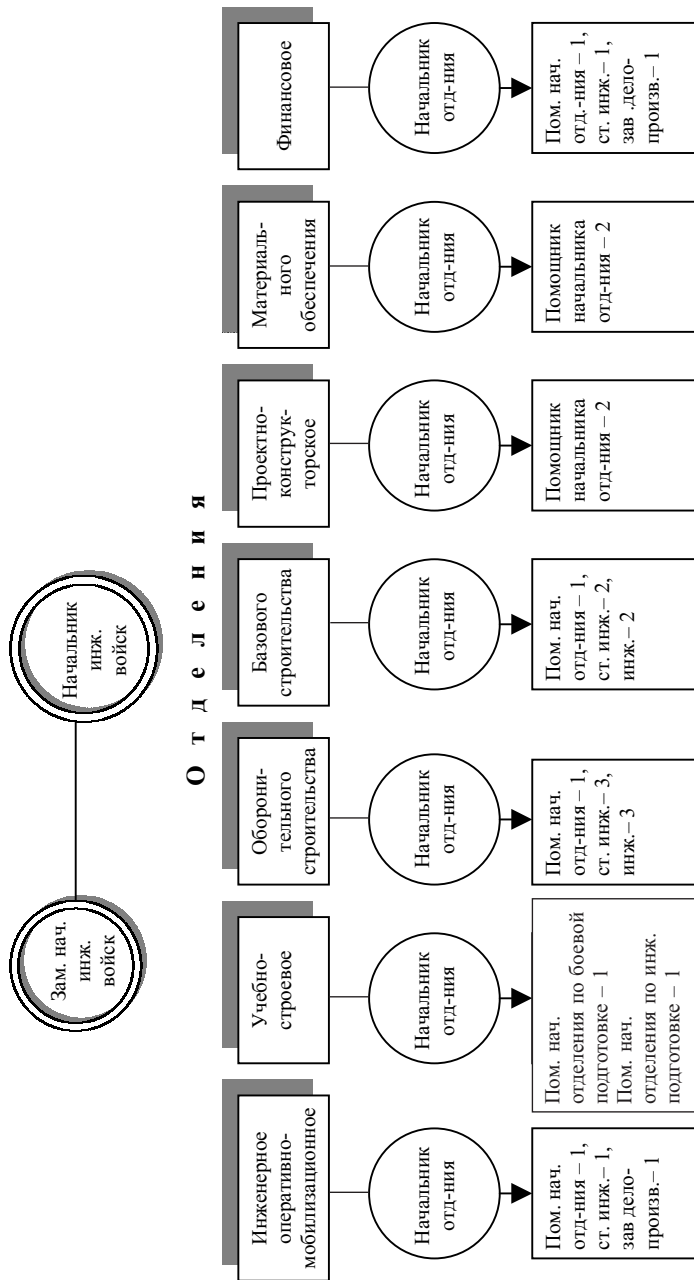 Зам. нач.
инж.
войск
Начальник
инж.
войск
Отделения
Инженерное
оперативно-
мобилизационное
Учебно-
строевое
Оборони-
тельного
строительства
Базового
строительства
Проектно-
конструк-
торское
Материаль-
ного
обеспечения
Финансовое
Начальник
отд-ния
Начальник
отд-ния
Начальник
отд-ния
Начальник
отд-ния
Начальник
отд-ния
Начальник
отд-ния
Начальник
отд-ния
Пом. нач.
отд-ния – 1,
ст. инж.– 1,
зав дело-
произв.– 1
Пом. нач.
отделения по боевой
подготовке – 1
Пом. нач.
отделения по инж.
подготовке – 1
Пом. нач.
отд-ния – 1,
ст. инж.– 3,
инж.– 3
Пом. нач.
отд-ния – 1,
ст. инж.– 2,
инж.– 2
Помощник
начальника
отд-ния – 2
Помощник
начальника
отд-ния – 2
Пом. нач.
отд.-ния – 1,
ст. инж.– 1,
зав .дело-
произв.– 1